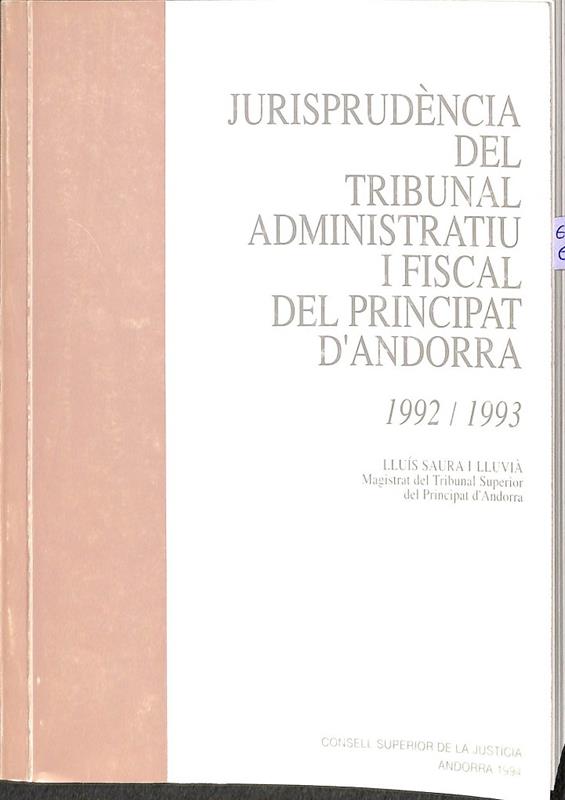 JURISPRUDÈNCIA
DEL
TRIBUNAL
ADMINISTRATIU
I FISCAL
DEL PRINCIPAT
D'ANDORRA
1992 / 1993
LLUÍS SAURA I LLUVIÀ
Magistrat del Tribunal Superior
del Principat d'Andorra
CONSELL SUPERIOR DE LA JUSTICIA
ANDORRA 1994